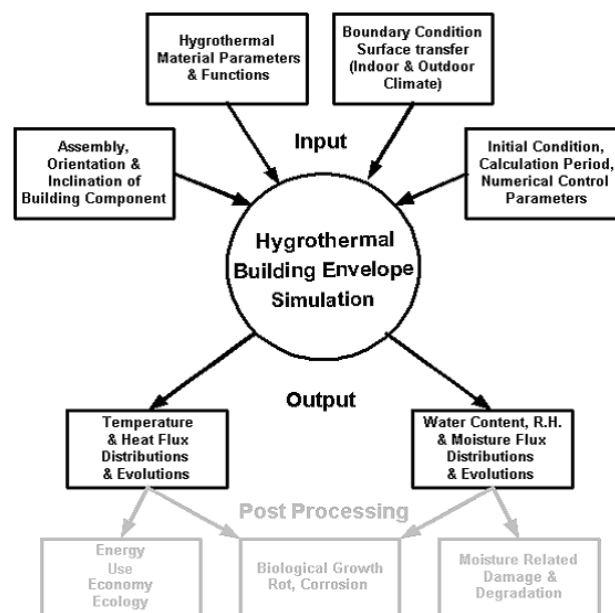 Hygrothermal
Material Parameters
& Functions
Boundary Condition
Surface transfer
(Indoor & Outdoor
Climate)
Assembly,
Orientation &
Inclination of
Building Component
Input
Initial Condition,
Calculation Period,
Numerical Control
Parameters
Hygrothermal
Building Envelope
Simulation
Output
Temperature
& Heat Flux
Distributions
& Evolutions
Water Content, R.H.
& Moisture Flux
Distributions
& Evolutions
Post Processing
Energy
Use
Economy
Ecology
Biological Growth
Rot, Corrosion
Moisture Related
Damage &
Degradation